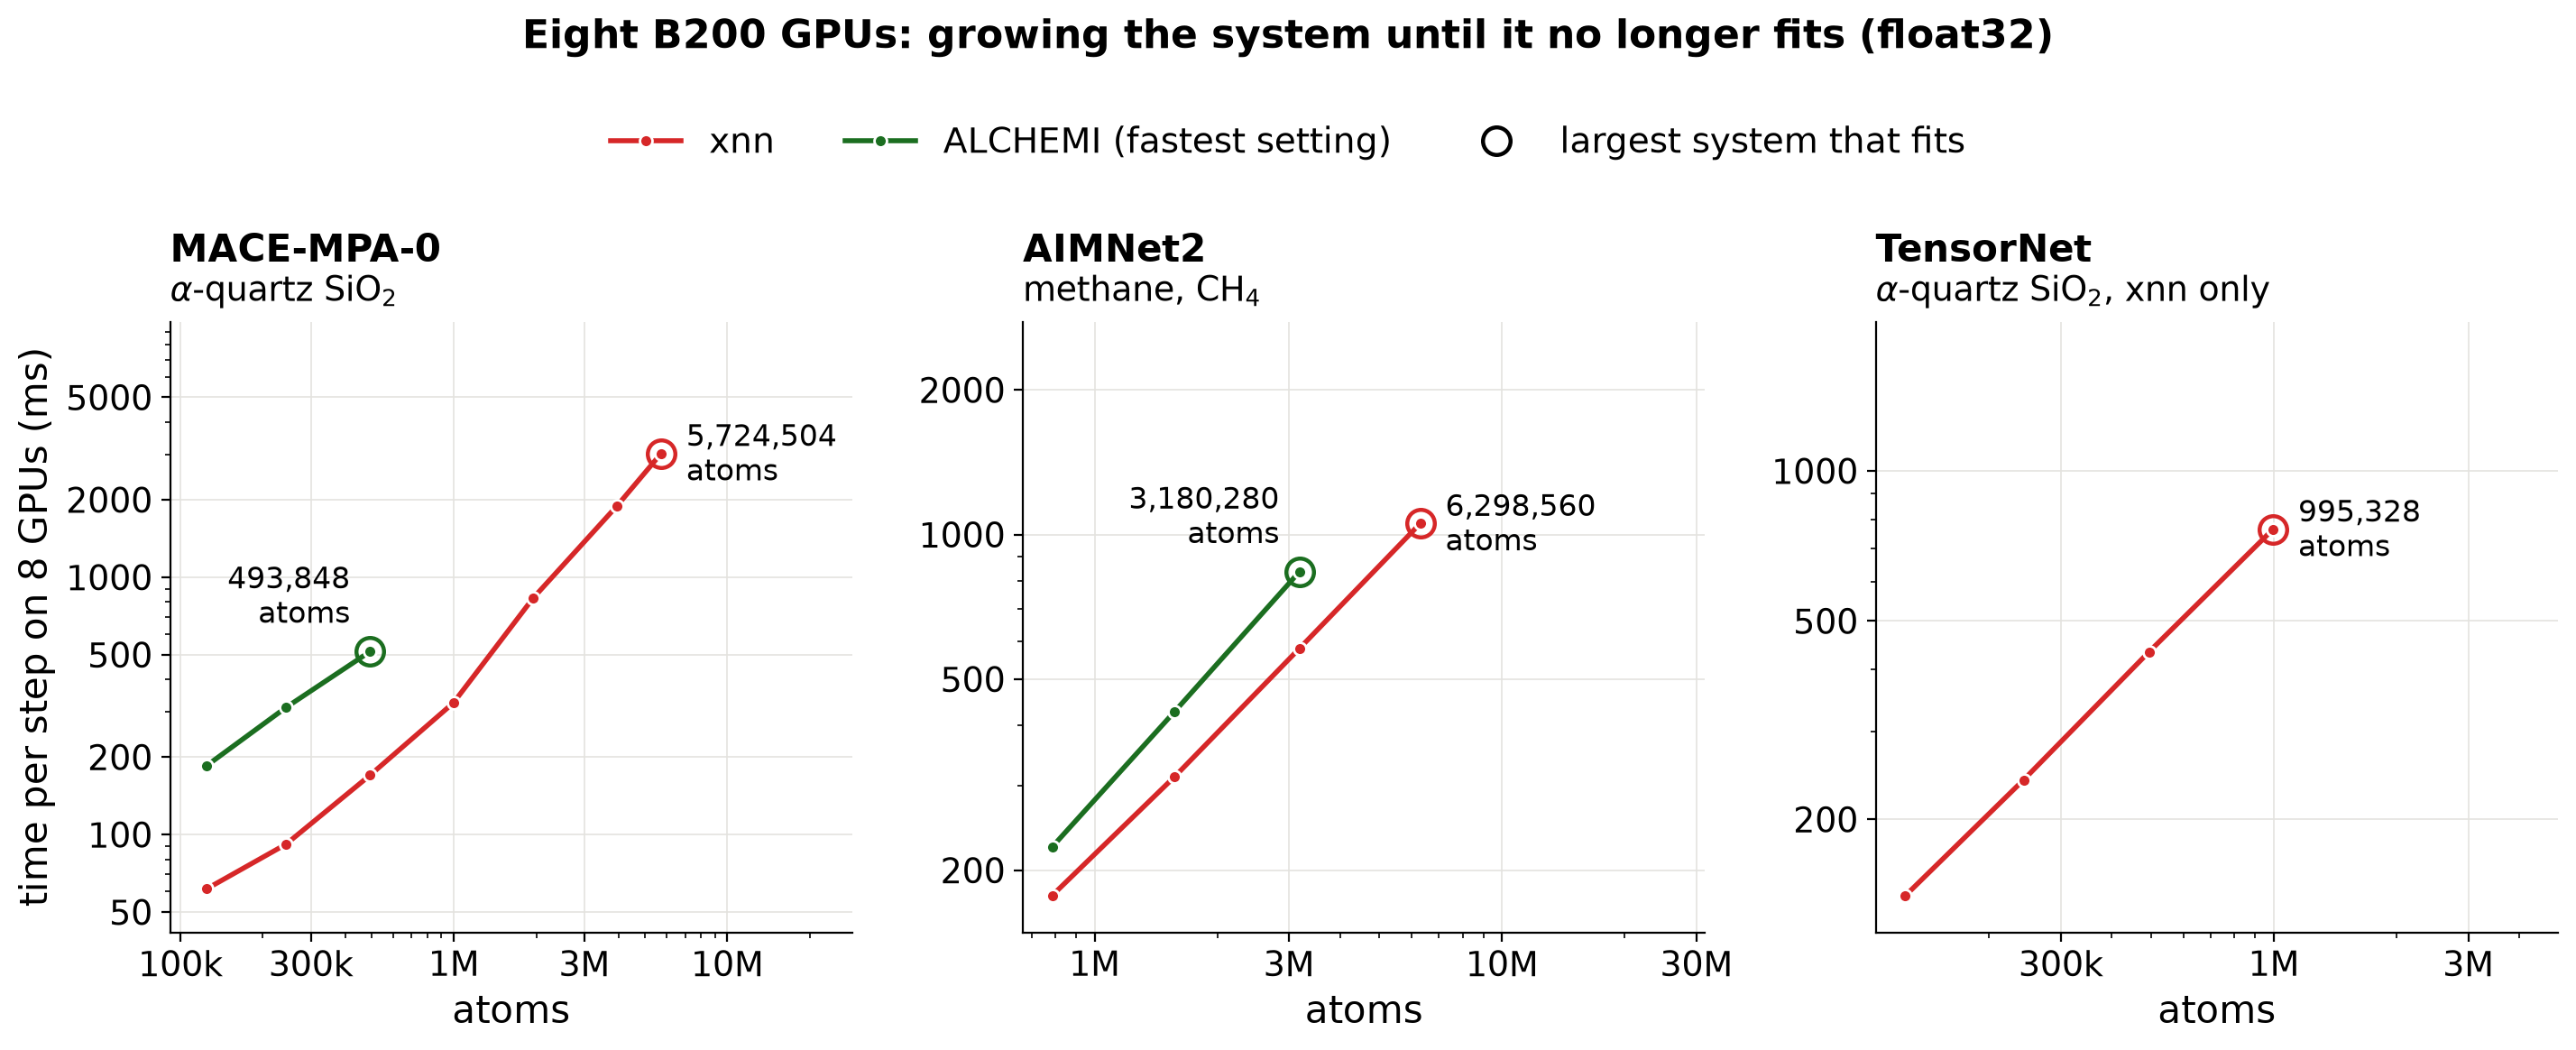 Eight B200 GPUs: growing the system until it no longer fits (float32)
xnn
ALCHEMI (fastest setting)
largest system that fits
MACE-MPA-0
α-quartz SiO₂
time per step on 8 GPUs (ms)
5000
2000
1000
500
200
100
50
5,724,504
atoms
493,848
atoms
100k
300k
1M
3M
10M
atoms
AIMNet2
methane, CH₄
2000
1000
500
200
3,180,280
atoms
6,298,560
atoms
1M
3M
10M
30M
atoms
TensorNet
α-quartz SiO₂, xnn only
1000
500
200
995,328
atoms
300k
1M
3M
atoms